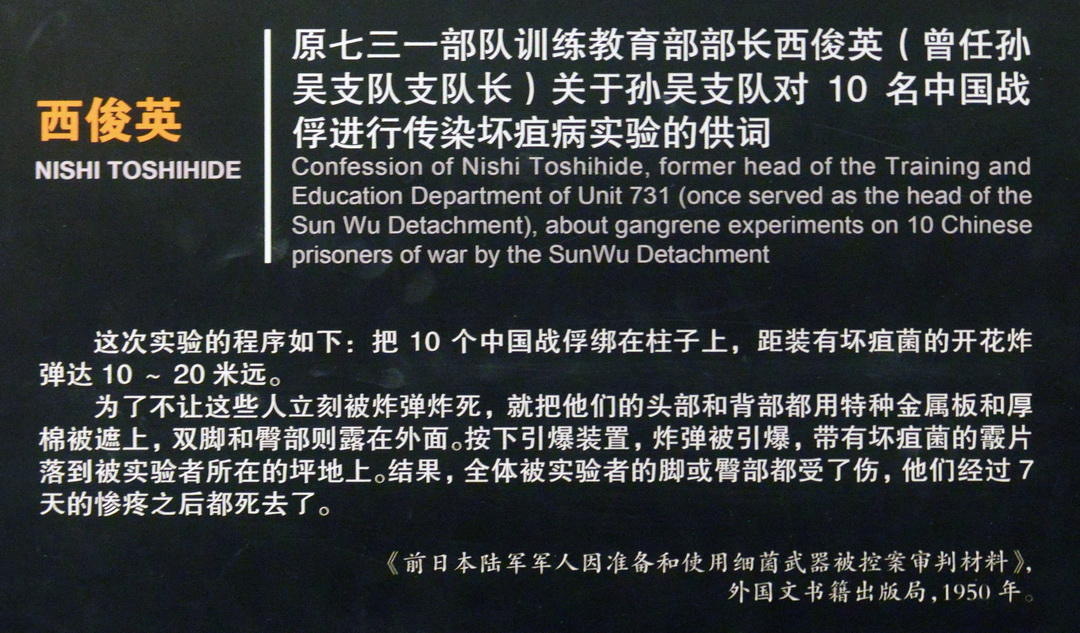 西俊英
NISHI TOSHIHIDE
原七三一部队训练教育部部长西俊英（曾任孙
吴支队支队长）关于孙吴支队对 10 名中国战
俘进行传染坏疽病实验的供词
Confession of Nishi Toshihide, former head of the Training and
Education Department of Unit 731 (once served as the head of the
Sun Wu Detachment), about gangrene experiments on 10 Chinese
prisoners of war by the SunWu Detachment
这次实验的程序如下：把 10 个中国战俘绑在柱子上，距装有坏疽菌的开花炸
弹达 10 ~ 20 米远。
为了不让这些人立刻被炸弹炸死，就把他们的头部和背部都用特种金属板和厚
棉被遮上，双脚和臀部则露在外面。按下引爆装置，炸弹被引爆，带有坏疽菌的霰片
落到被实验者所在的坪地上。结果，全体被实验者的脚或臀部都受了伤，他们经过 7
天的惨疼之后都死去了。
《前日本陆军军人因准备和使用细菌武器被控案审判材料》，
外国文书籍出版局，1950 年。